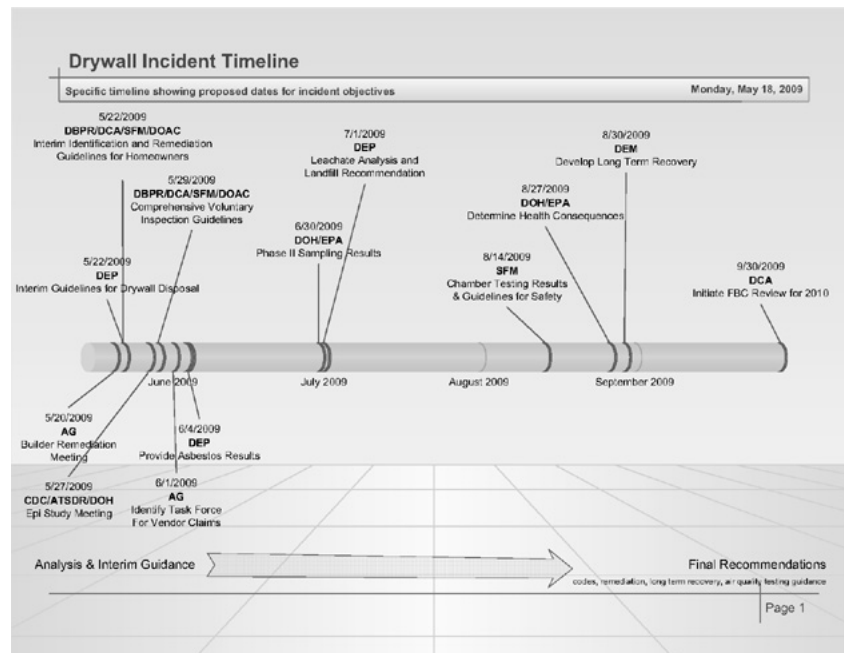 Drywall Incident Timeline
Specific timeline showing proposed dates for incident objectives
Monday, May 18, 2009
5/22/2009
DBPR/DCA/SFM/DOAC
Interim Identification and Remediation
Guidelines for Homeowners
5/29/2009
DBPR/DCA/SFM/DOAC
Comprehensive Voluntary
Inspection Guidelines
5/22/2009
DEP
Interim Guidelines for Drywall Disposal
7/1/2009
DEP
Leachate Analysis and
Landfill Recommendation
6/30/2009
DOH/EPA
Phase II Sampling Results
8/30/2009
DEM
Develop Long Term Recovery
8/27/2009
DOH/EPA
Determine Health Consequences
8/14/2009
SFM
Chamber Testing Results
& Guidelines for Safety
9/30/2009
DCA
Initiate FBC Review for 2010
June 2009
July 2009
August 2009
September 2009
5/20/2009
AG
Builder Remediation
Meeting
6/4/2009
DEP
Provide Asbestos Results
5/27/2009
CDC/ATSDR/DOH
Epi Study Meeting
6/1/2009
AG
Identify Task Force
For Vendor Claims
Analysis & Interim Guidance
Final Recommendations
codes, remediation, long term recovery, air quality testing guidance
Page 1